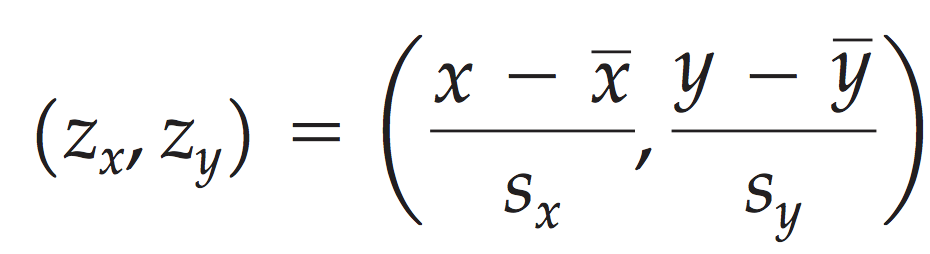 (z_x, z_y) = ((x − x̄)/s_x, (y − ȳ)/s_y)